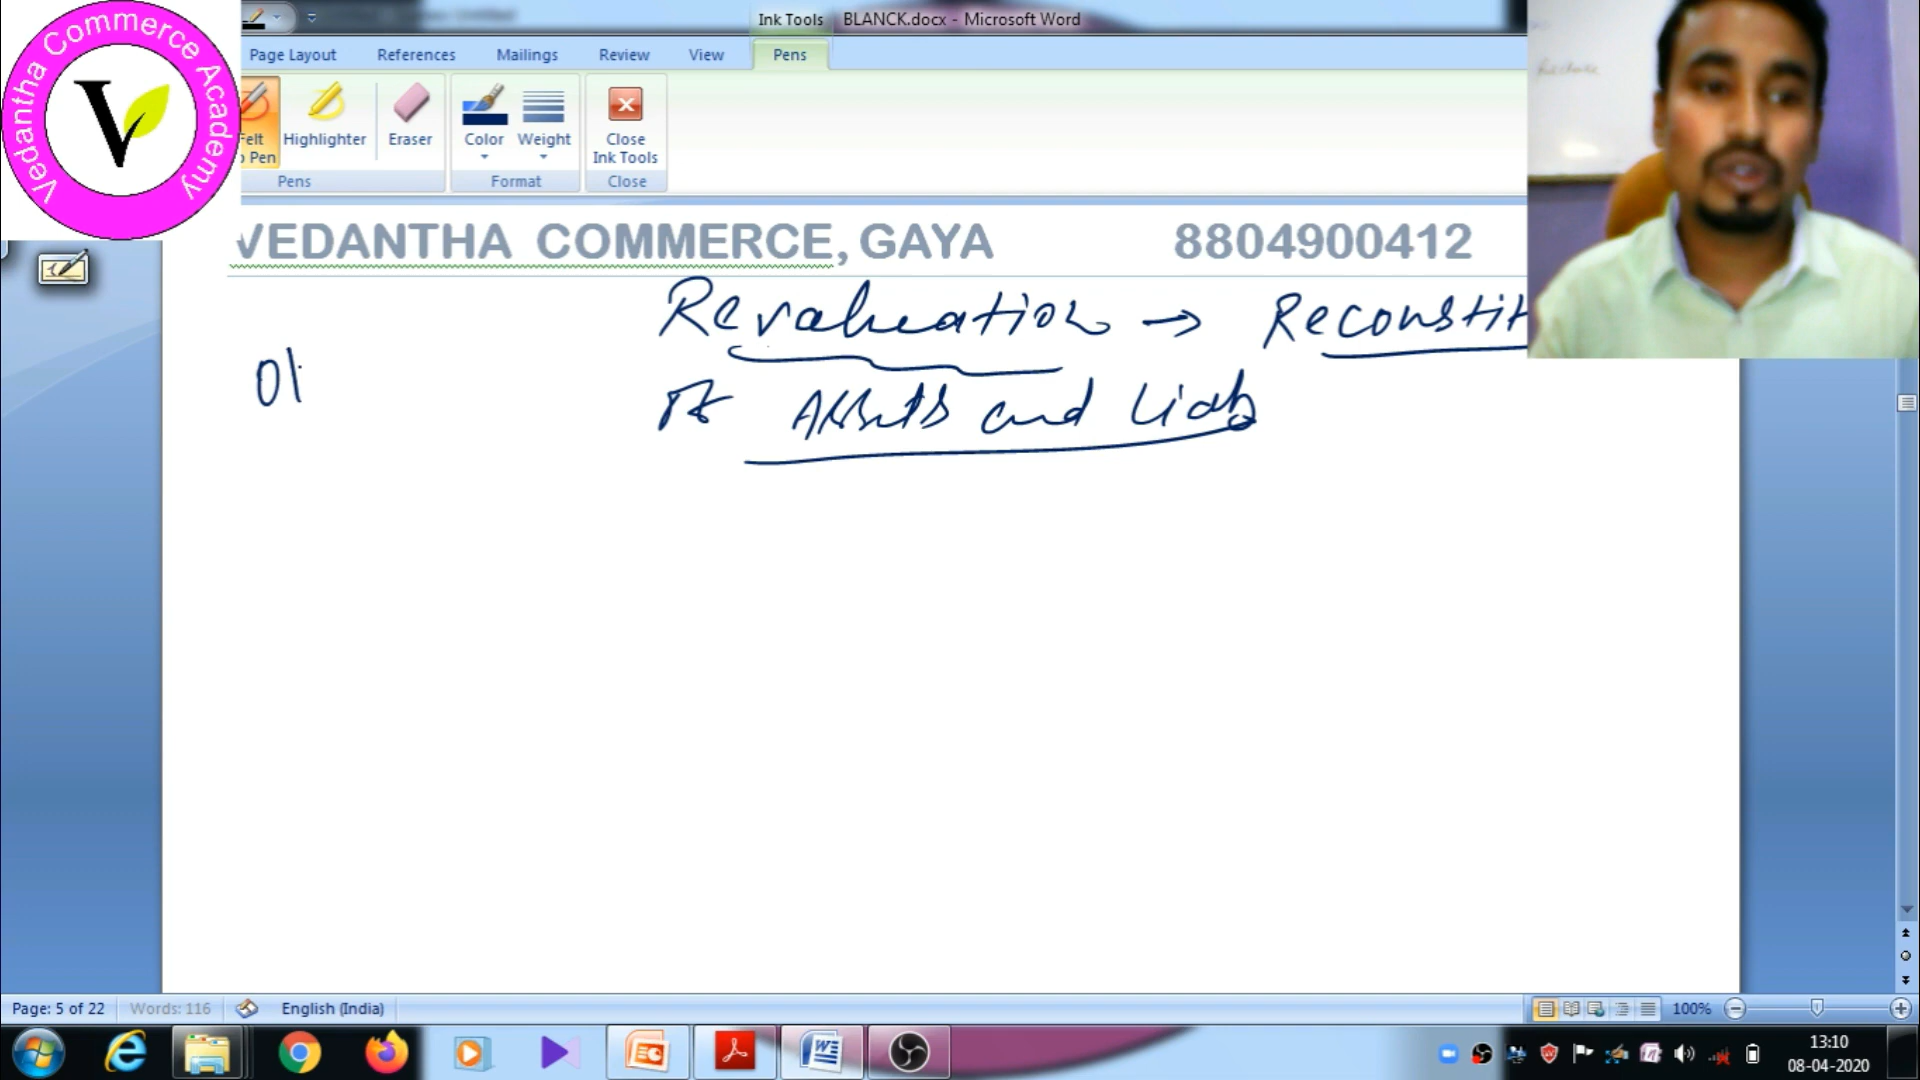 Vedantha Commerce Academy
V
Ink Tools BLANCK.docx - Microsoft Word
Page Layout References Mailings Review View Pens
Felt Highlighter Eraser Color Weight Close
Pen Ink Tools
Pens Format Close
VEDANTHA COMMERCE, GAYA 8804900412
Revaluation → Reconstit
01
of Assets and Liab
Page: 5 of 22 Words: 116 English (India) 100%
13:10
08-04-2020